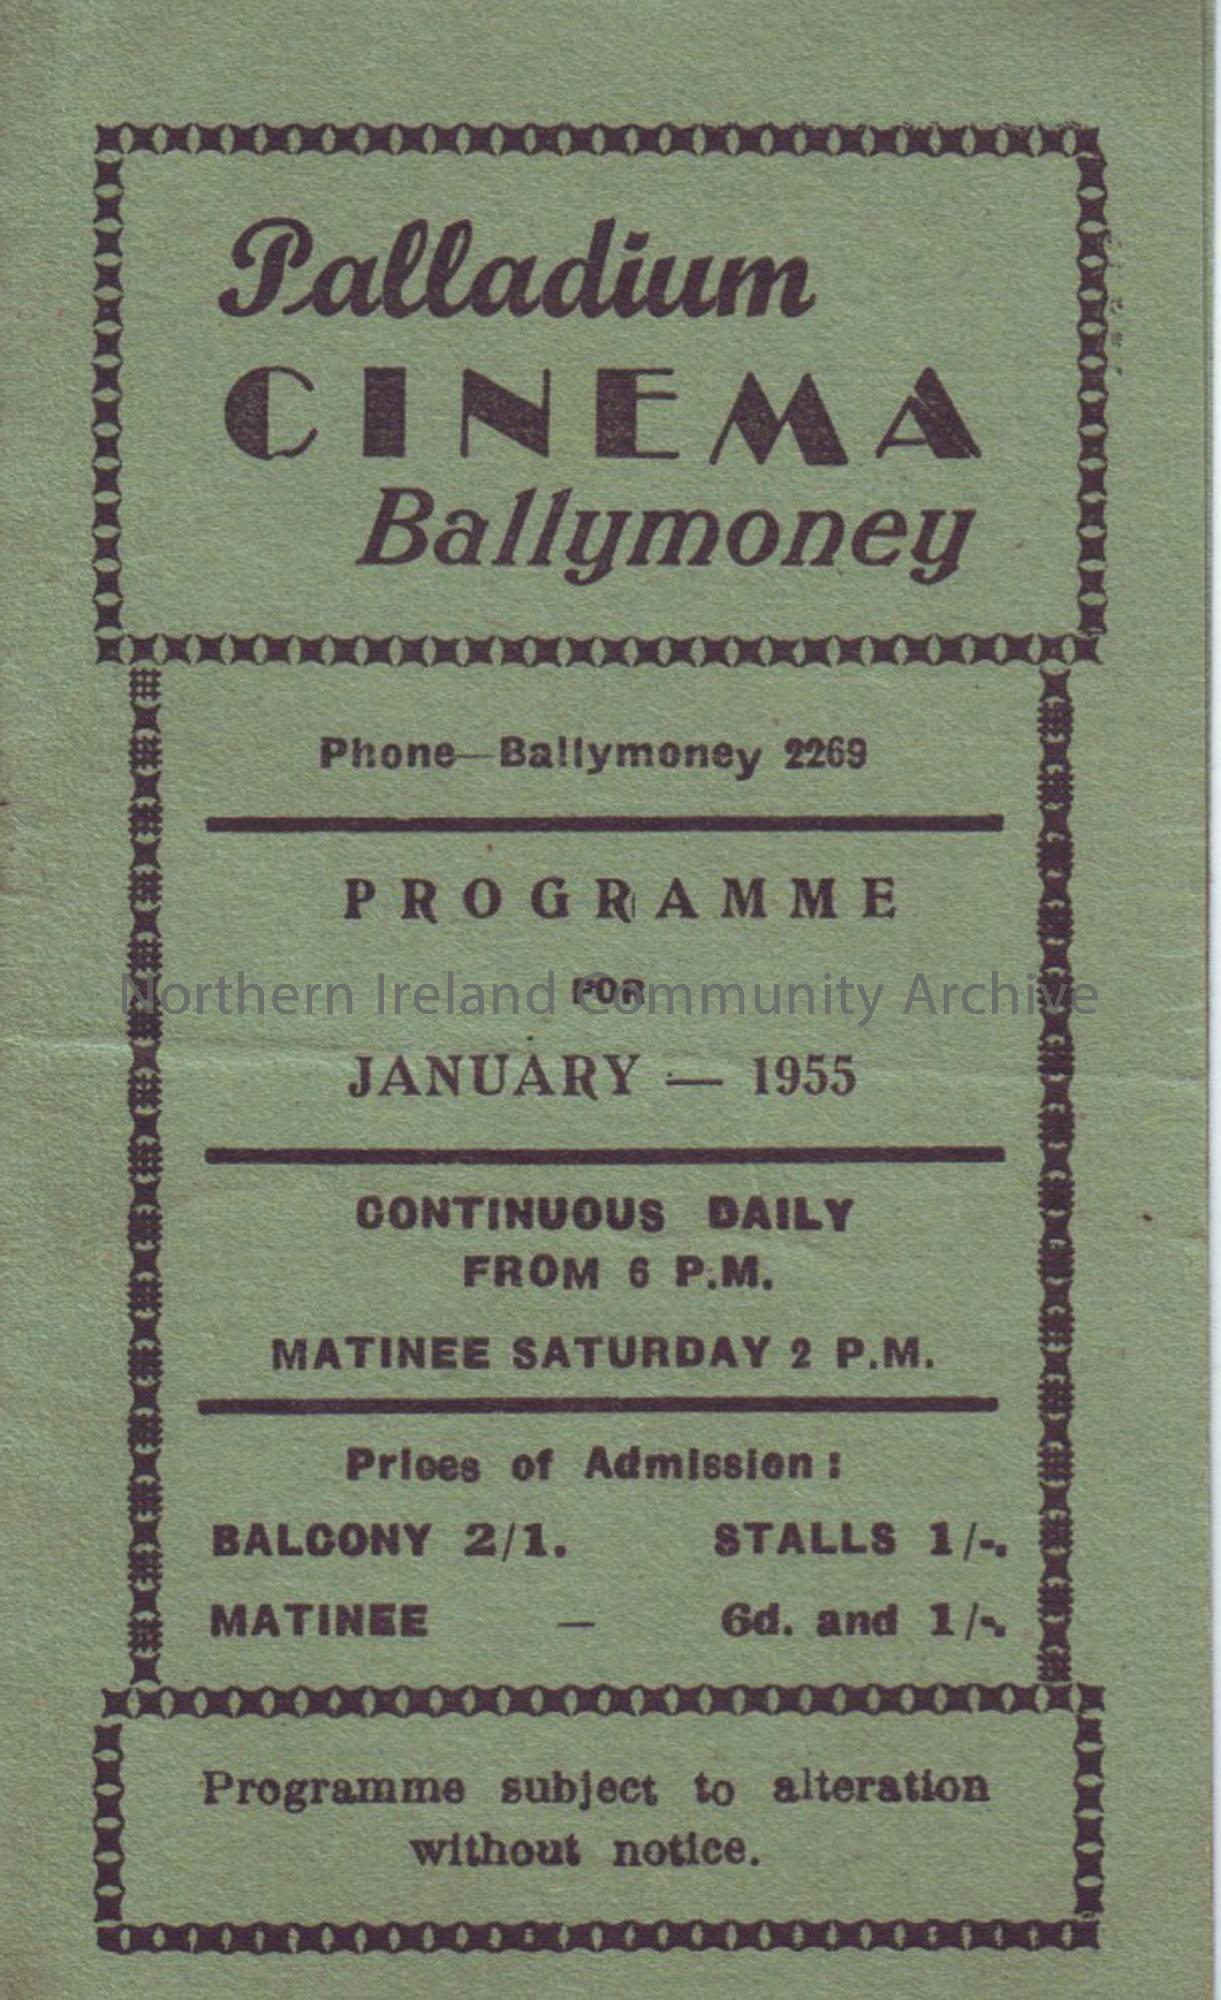 Palladium
CINEMA
Ballymoney
Phone—Ballymoney 2269
PROGRAMME
FOR
Northern Ireland Community Archive
JANUARY — 1955
CONTINUOUS DAILY
FROM 6 P.M.
MATINEE SATURDAY 2 P.M.
Prices of Admission :
BALCONY 2/1. STALLS 1/-.
MATINEE — 6d. and 1/-.
Programme subject to alteration
without notice.